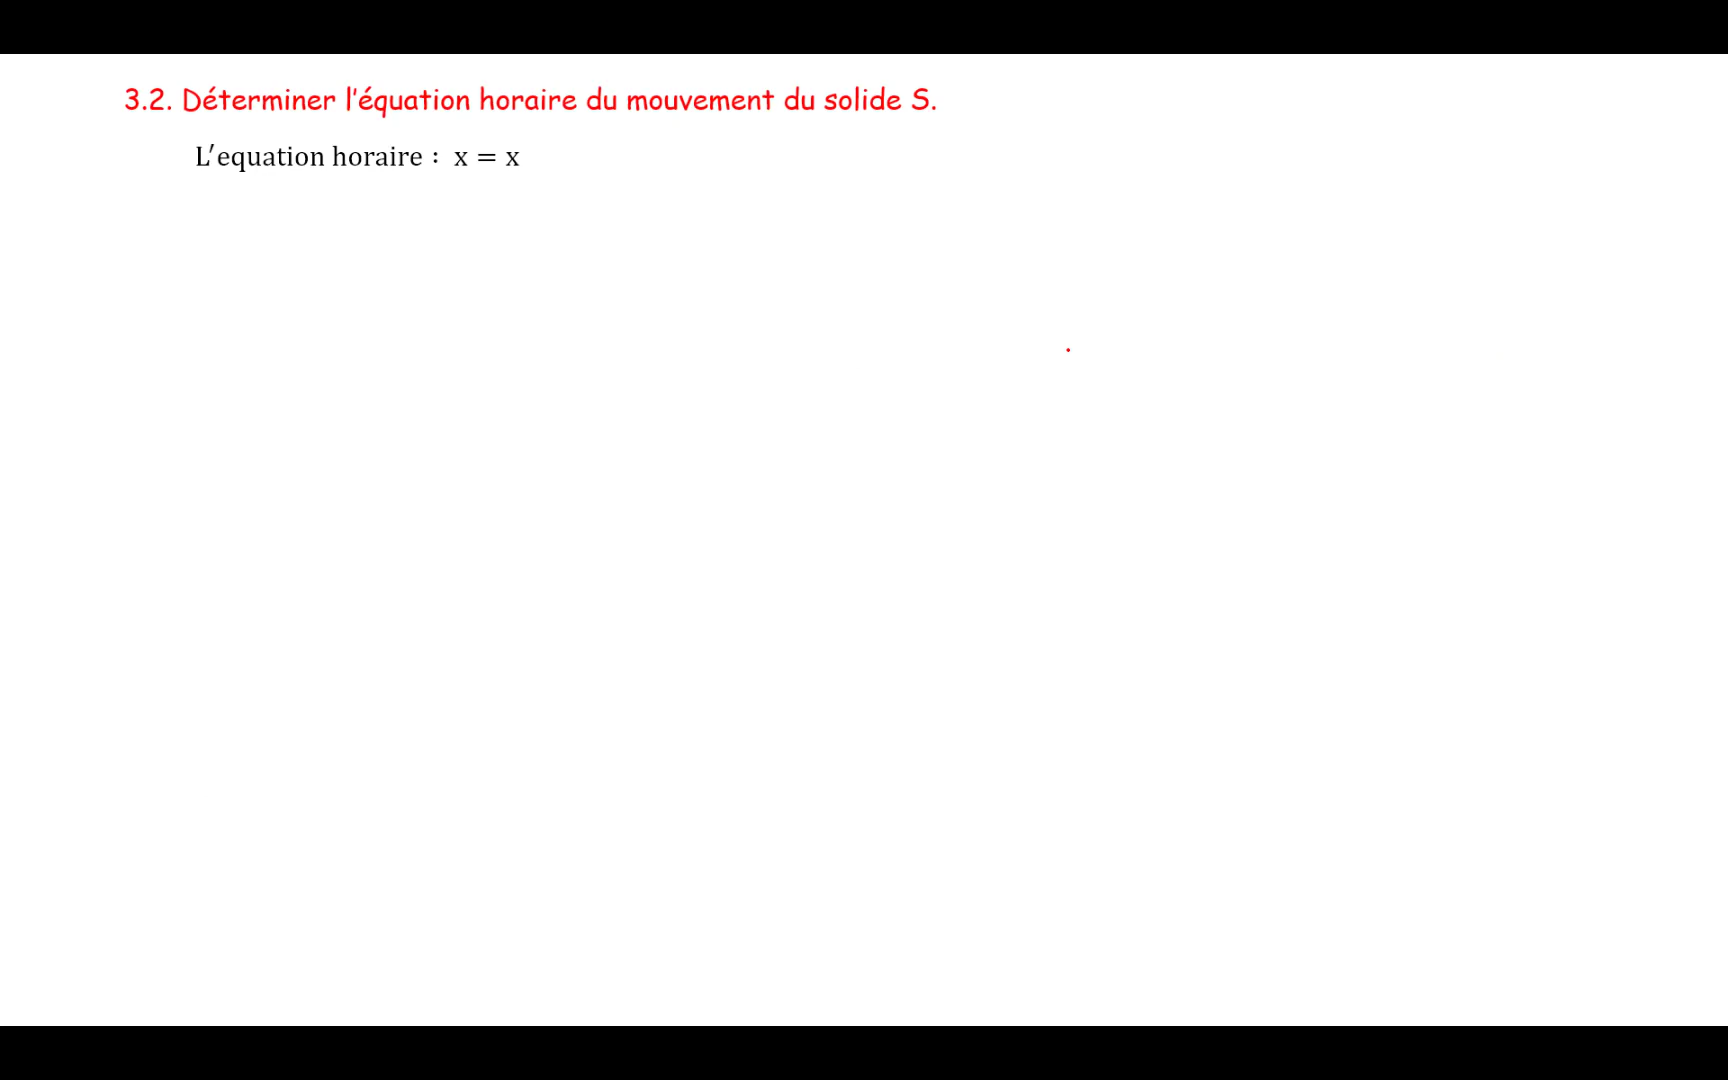 3.2. Déterminer l'équation horaire du mouvement du solide S.
L′equation horaire : x = x